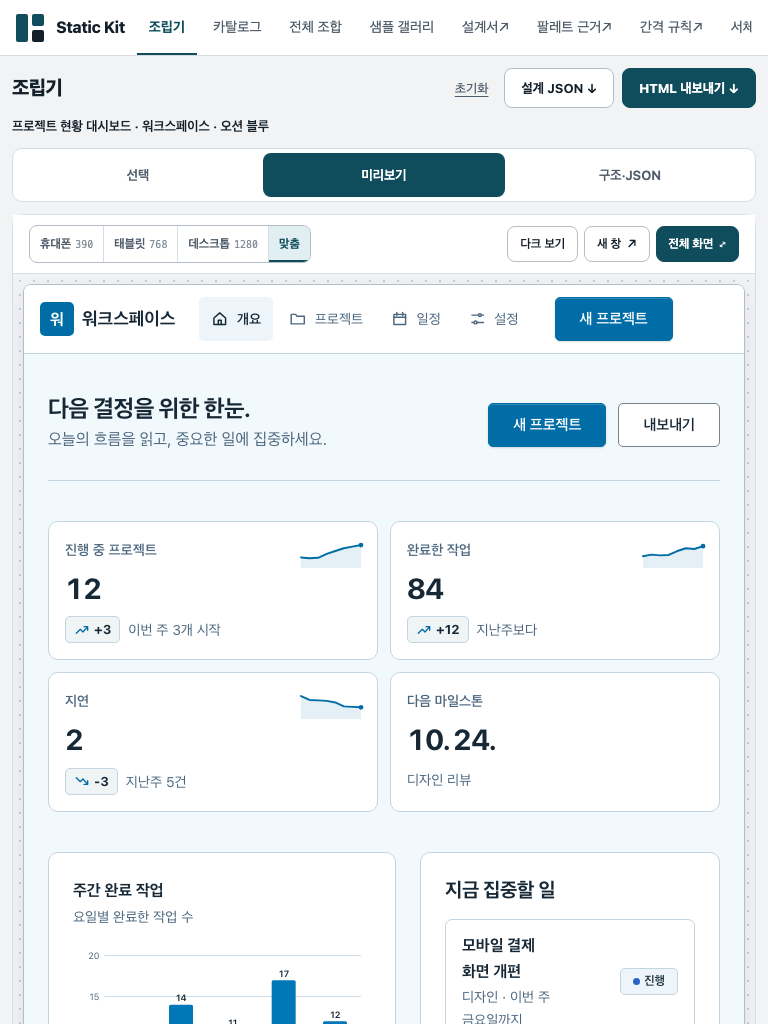 Static Kit 조립기 카탈로그 전체 조합 샘플 갤러리 설계서↗ 팔레트 근거↗ 간격 규칙↗ 서체
조립기 초기화 설계 JSON ↓ HTML 내보내기 ↓
프로젝트 현황 대시보드 · 워크스페이스 · 오션 블루
선택 미리보기 구조·JSON
휴대폰 390 태블릿 768 데스크톱 1280 맞춤 다크 보기 새 창 ↗ 전체 화면 ⤢
워 워크스페이스 개요 프로젝트 일정 설정 새 프로젝트
다음 결정을 위한 한눈.
오늘의 흐름을 읽고, 중요한 일에 집중하세요.
새 프로젝트 내보내기
진행 중 프로젝트
12
+3 이번 주 3개 시작
완료한 작업
84
+12 지난주보다
지연
2
-3 지난주 5건
다음 마일스톤
10.24.
디자인 리뷰
주간 완료 작업
요일별 완료한 작업 수
20
17
15
14
11
12
지금 집중할 일
모바일 결제
화면 개편
진행
디자인 · 이번 주
금요일까지